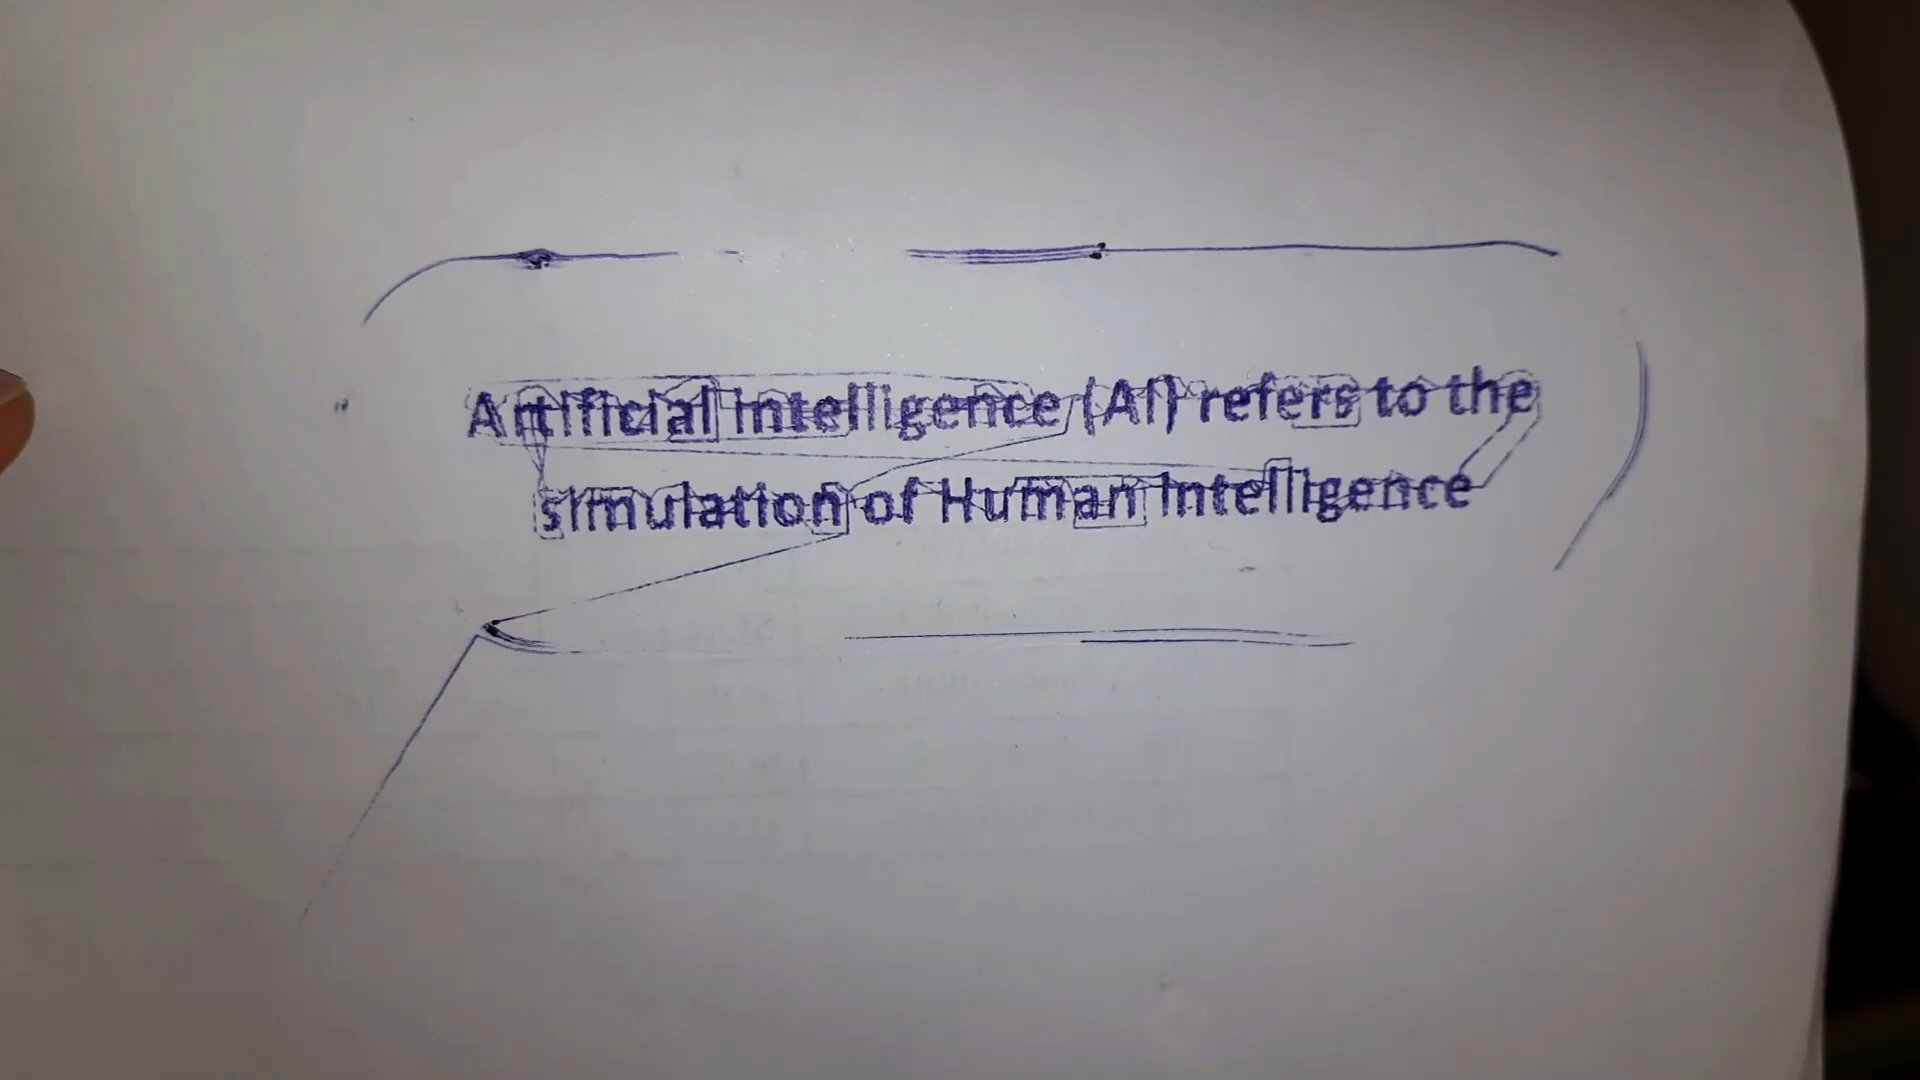 Artificial Intelligence (AI) refers to the
simulation of Human Intelligence